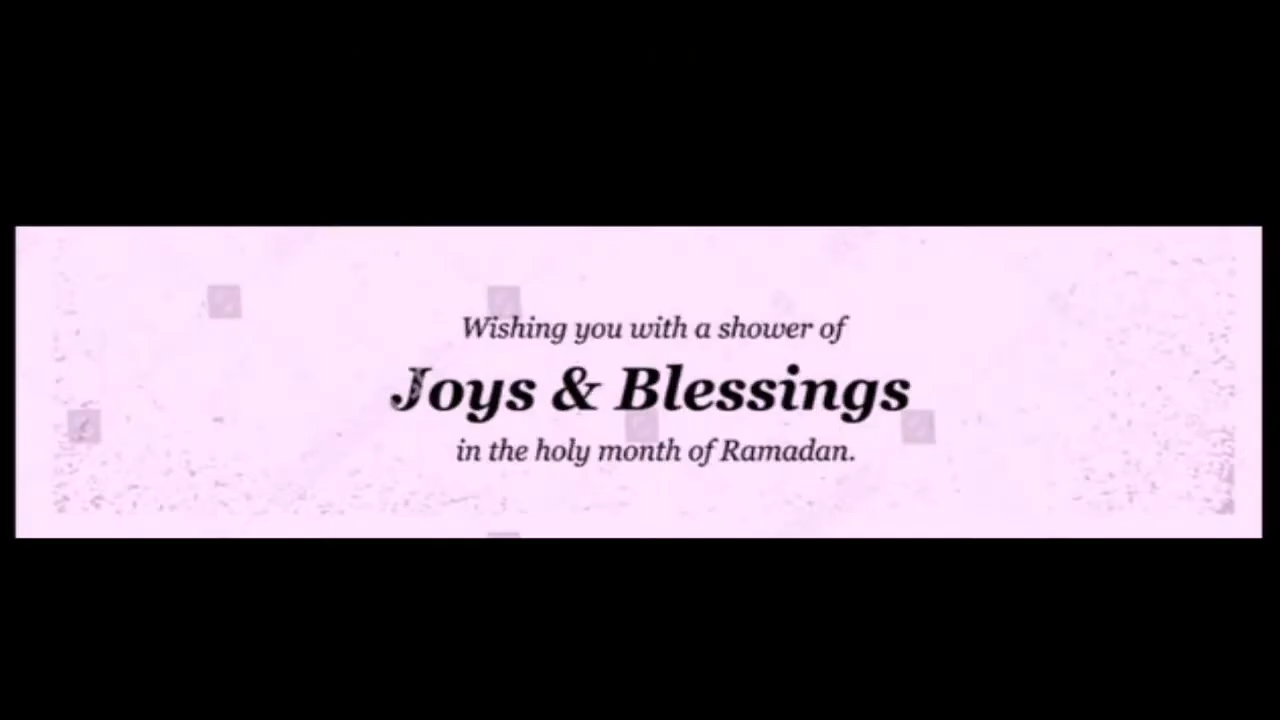 Wishing you with a shower of
Joys & Blessings
in the holy month of Ramadan.